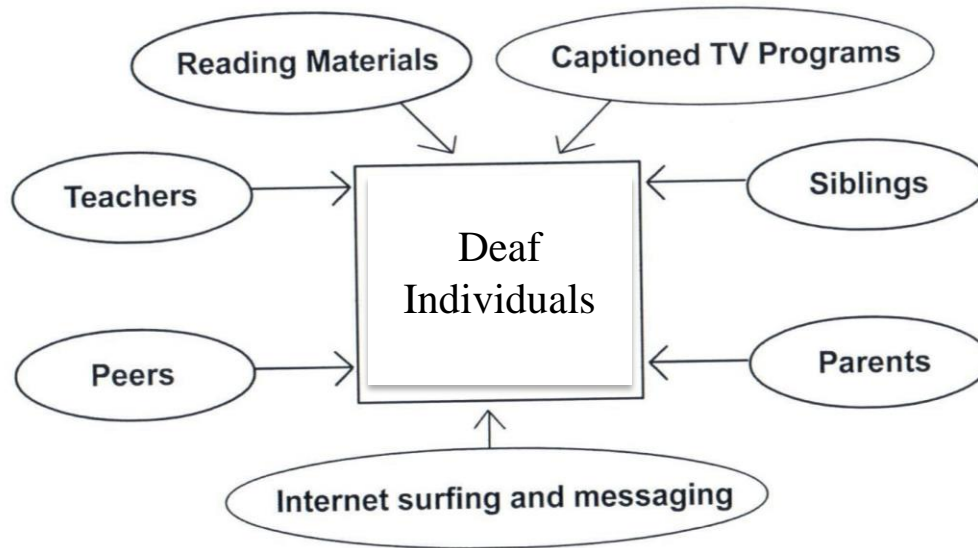 Reading Materials
Captioned TV Programs
Teachers
Siblings
Deaf
Individuals
Peers
Parents
Internet surfing and messaging